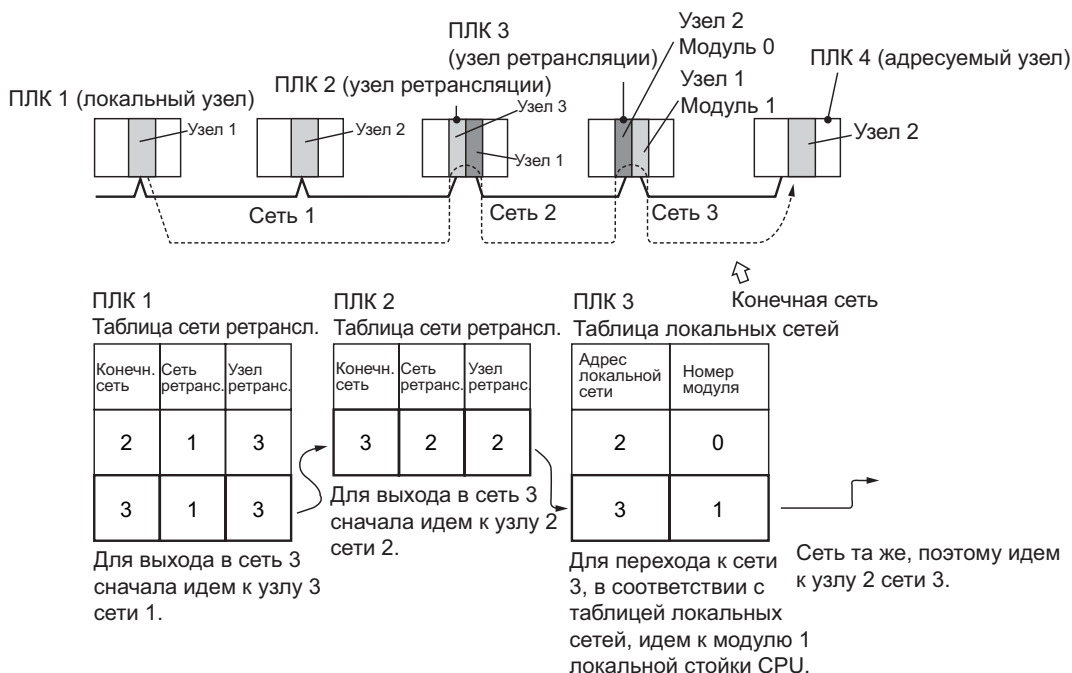 ПЛК 1 (локальный узел)
Узел 1
ПЛК 2 (узел ретрансляции)
Узел 2
ПЛК 3
(узел ретрансляции)
Узел 3
Узел 1
Узел 2
Модуль 0
Узел 1
Модуль 1
ПЛК 4 (адресуемый узел)
Узел 2
Сеть 1
Сеть 2
Сеть 3
Конечная сеть
ПЛК 1
Таблица сети ретрансл.
Конечн. сеть
Сеть ретранс.
Узел ретранс.
2 1 3
3 1 3
Для выхода в сеть 3
сначала идем к узлу 3
сети 1.
ПЛК 2
Таблица сети ретрансл.
Конечн. сеть
Сеть ретранс.
Узел ретранс.
3 2 2
Для выхода в сеть 3
сначала идем к узлу 2
сети 2.
ПЛК 3
Таблица локальных сетей
Адрес
локальной
сети
Номер
модуля
2 0
3 1
Для перехода к сети
3, в соответствии с
таблицей локальных
сетей, идем к модулю 1
локальной стойки CPU.
Сеть та же, поэтому идем
к узлу 2 сети 3.